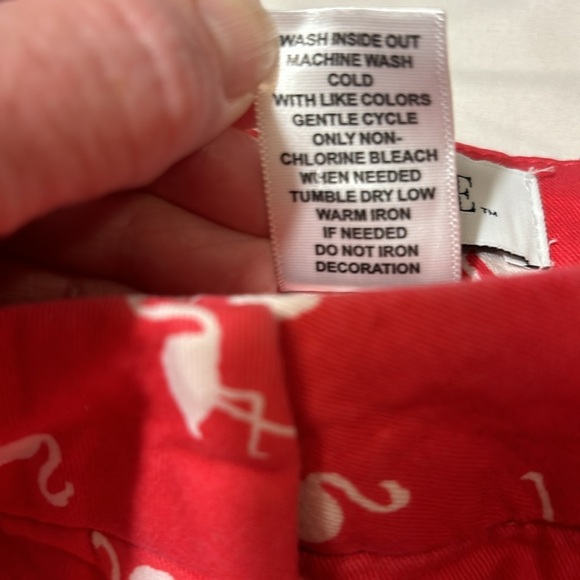 WASH INSIDE OUT
MACHINE WASH
COLD
WITH LIKE COLORS
GENTLE CYCLE
ONLY NON-
CHLORINE BLEACH
WHEN NEEDED
TUMBLE DRY LOW
WARM IRON
IF NEEDED
DO NOT IRON
DECORATION
E™